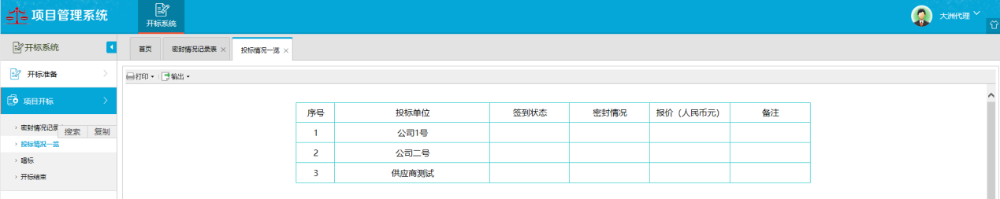 项目管理系统
开标系统
大洲代理
开标系统
首页 密封情况记录表 投标情况一览
开标准备
打印 输出
项目开标
密封情况记录
搜索 复制
投标情况一览
唱标
开标结束
序号 投标单位 签到状态 密封情况 报价（人民币元） 备注
1 公司1号
2 公司二号
3 供应商测试